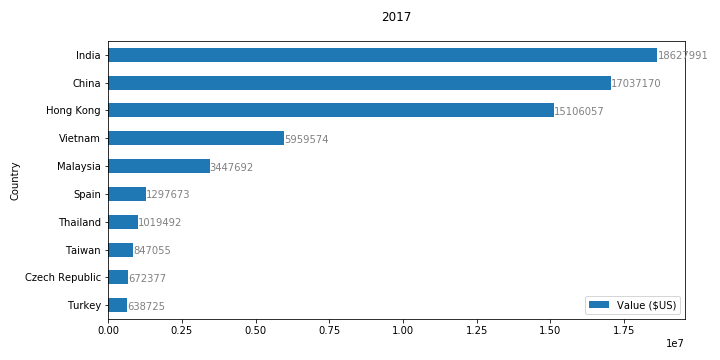 2017
Country
India 18627991
China 17037170
Hong Kong 15106057
Vietnam 5959574
Malaysia 3447692
Spain 1297673
Thailand 1019492
Taiwan 847055
Czech Republic 672377
Turkey 638725
Value ($US)
0.00 0.25 0.50 0.75 1.00 1.25 1.50 1.75
1e7